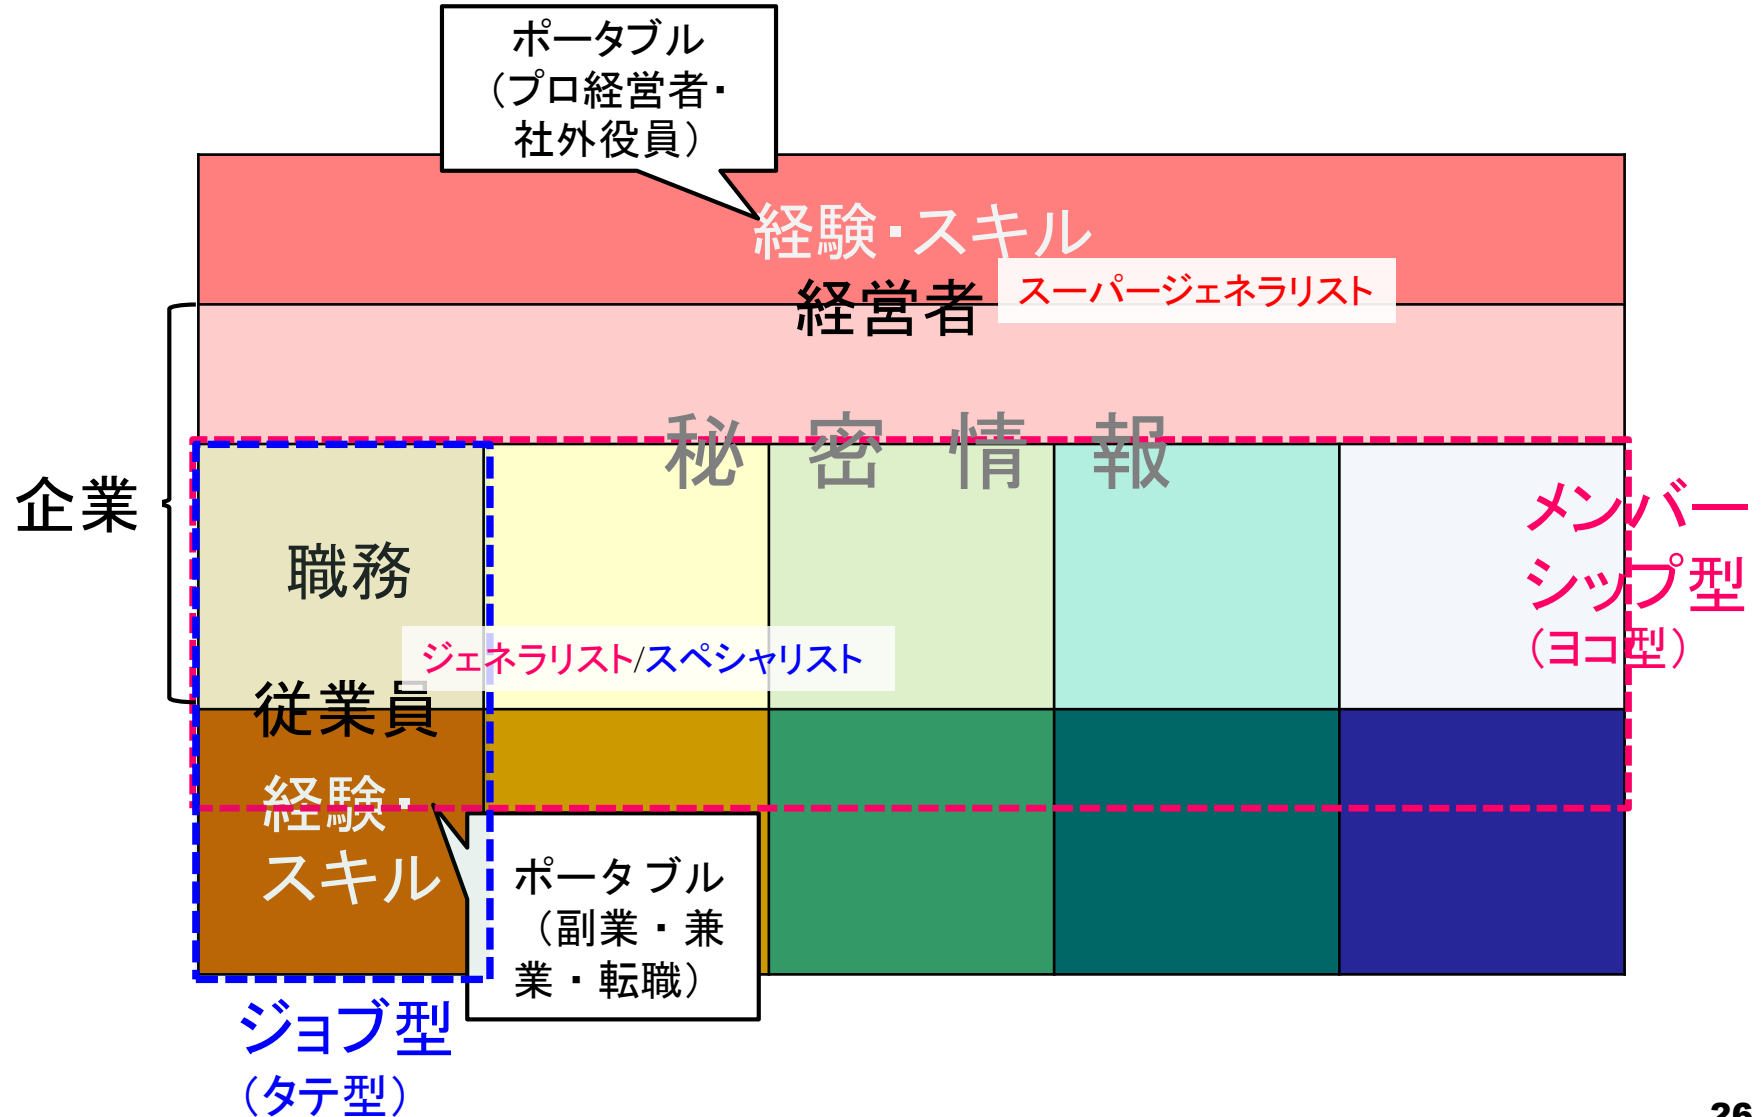 ポータブル
（プロ経営者・
社外役員）
経験・スキル
スーパージェネラリスト
経営者
秘密情報
企業
メンバー
シップ型
（ヨコ型）
職務
ジェネラリスト/スペシャリスト
従業員
経験・
スキル
ポータブル
（副業・兼
業・転職）
ジョブ型
（タテ型）
26